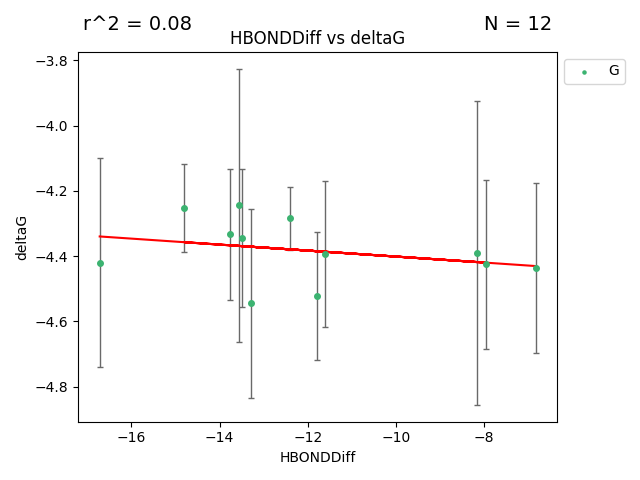 r^2 = 0.08
N = 12
HBONDDiff vs deltaG
G
−3.8
−4.0
−4.2
−4.4
−4.6
−4.8
deltaG
−16
−14
−12
−10
−8
HBONDDiff